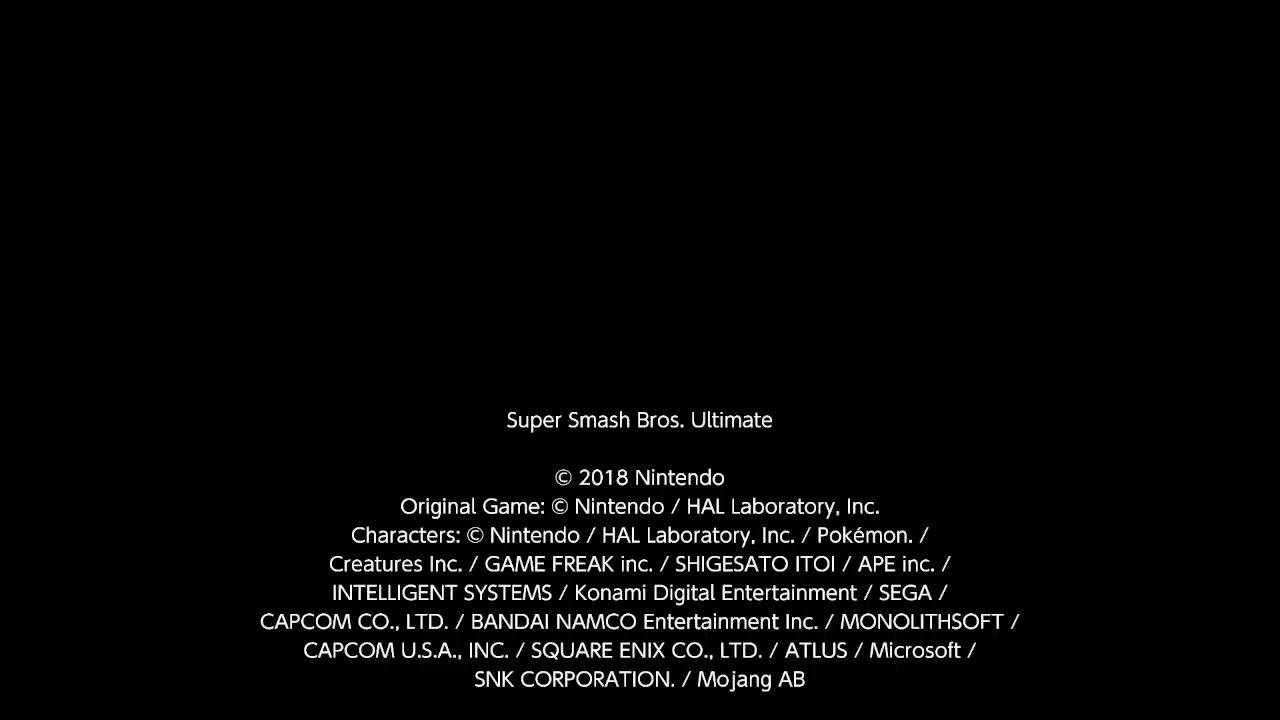 Super Smash Bros. Ultimate
© 2018 Nintendo
Original Game: © Nintendo / HAL Laboratory, Inc.
Characters: © Nintendo / HAL Laboratory, Inc. / Pokémon. /
Creatures Inc. / GAME FREAK inc. / SHIGESATO ITOI / APE inc. /
INTELLIGENT SYSTEMS / Konami Digital Entertainment / SEGA /
CAPCOM CO., LTD. / BANDAI NAMCO Entertainment Inc. / MONOLITHSOFT /
CAPCOM U.S.A., INC. / SQUARE ENIX CO., LTD. / ATLUS / Microsoft /
SNK CORPORATION. / Mojang AB